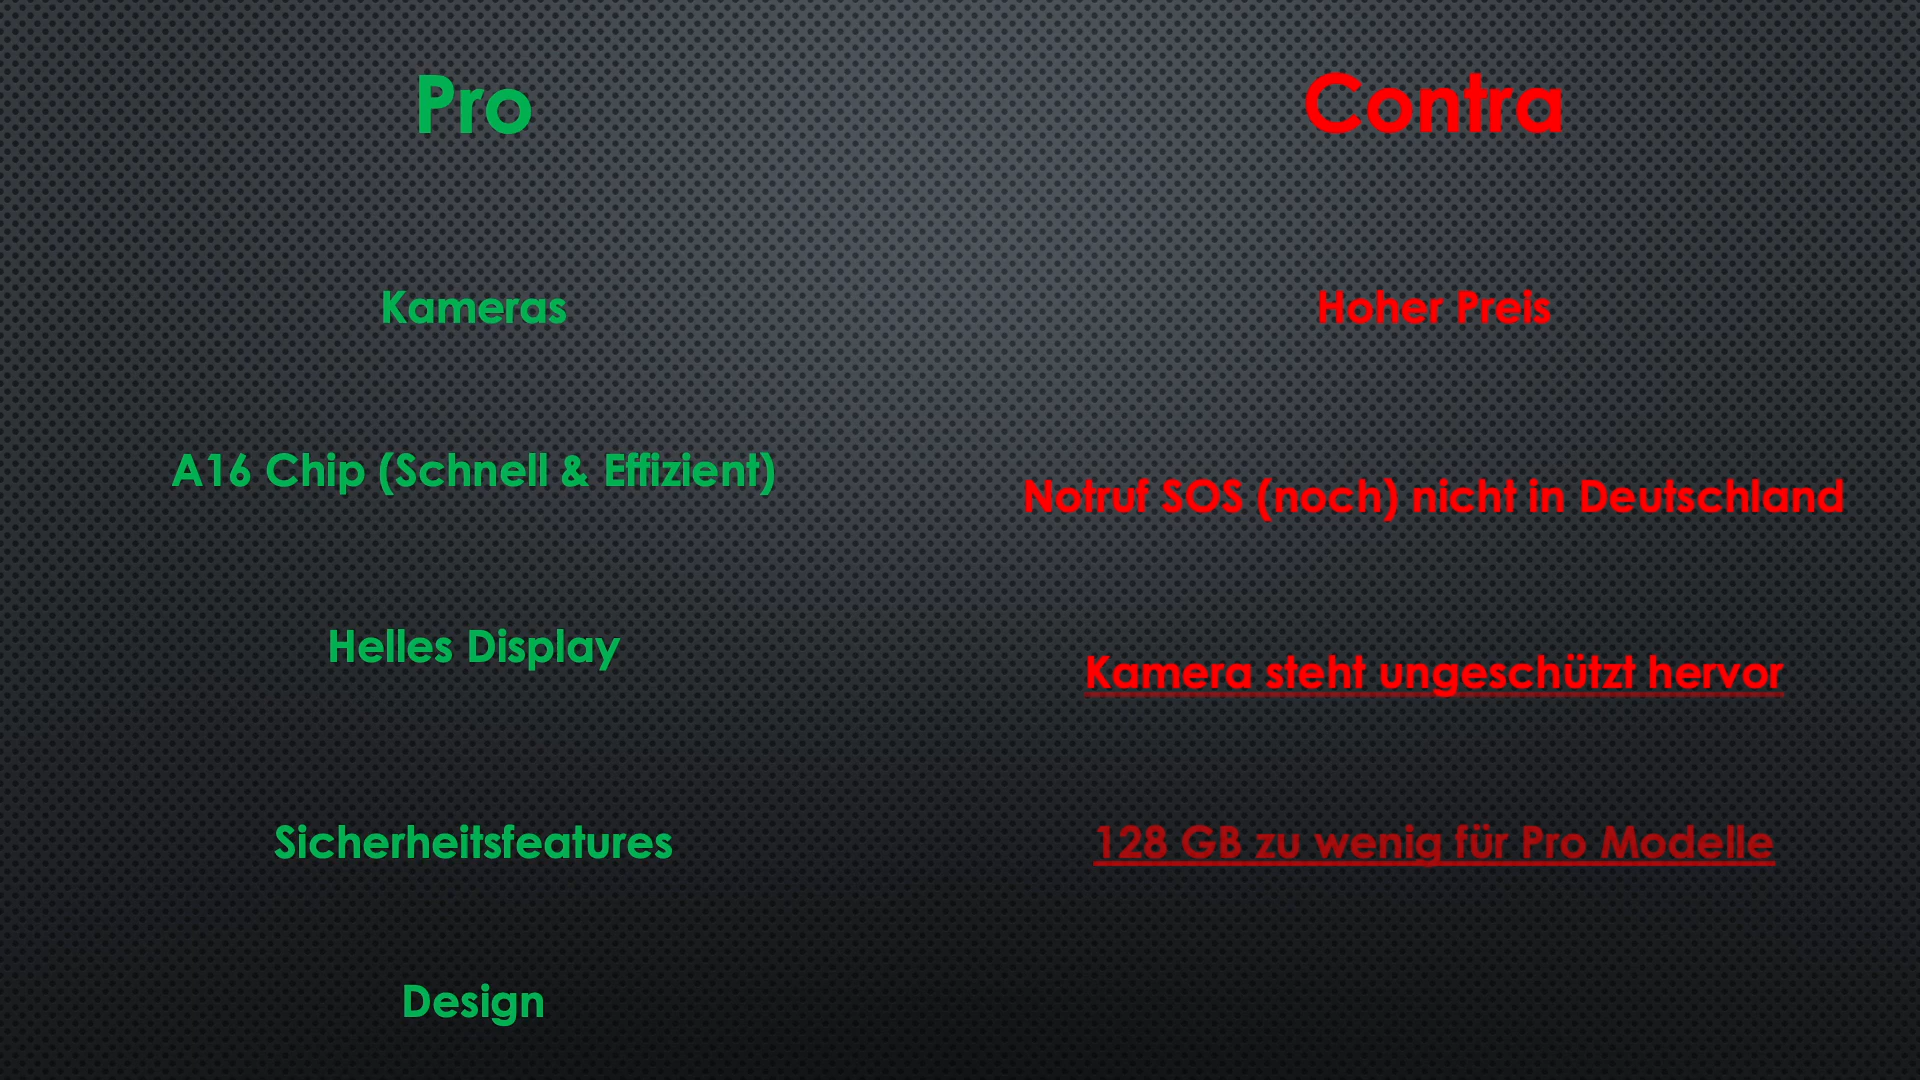 Pro
Kameras
A16 Chip (Schnell & Effizient)
Helles Display
Sicherheitsfeatures
Design
Contra
Hoher Preis
Notruf SOS (noch) nicht in Deutschland
Kamera steht ungeschützt hervor
128 GB zu wenig für Pro Modelle